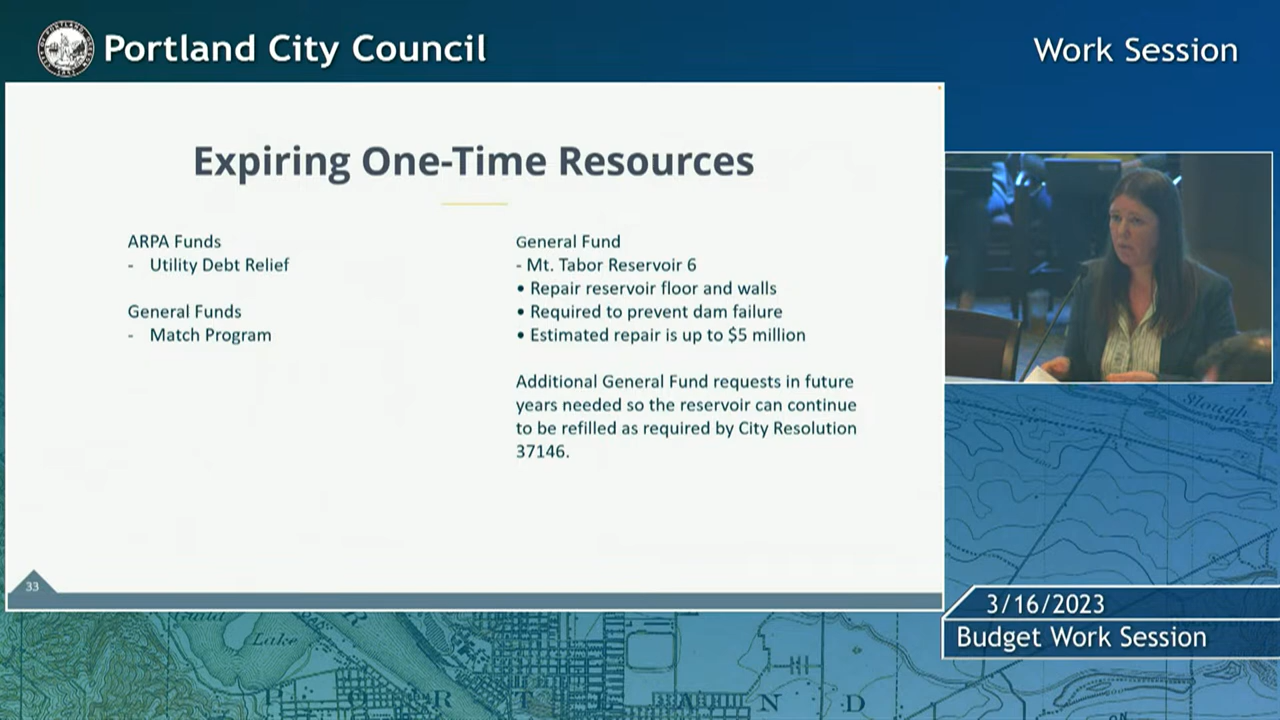 Portland City Council
Work Session
Expiring One-Time Resources
ARPA Funds
- Utility Debt Relief
General Funds
- Match Program
General Fund
- Mt. Tabor Reservoir 6
• Repair reservoir floor and walls
• Required to prevent dam failure
• Estimated repair is up to $5 million
Additional General Fund requests in future
years needed so the reservoir can continue
to be refilled as required by City Resolution
37146.
33
3/16/2023
Budget Work Session
Slough
Guild
Lake
P O R T L A N D